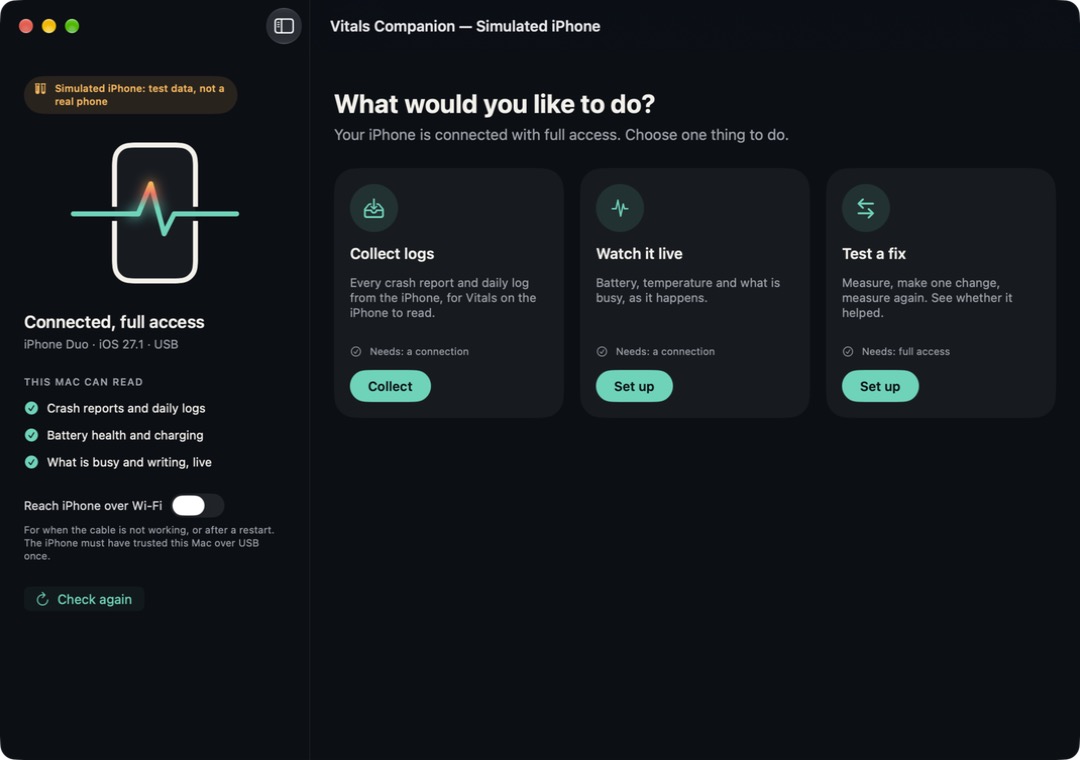 Vitals Companion — Simulated iPhone
Simulated iPhone: test data, not a
real phone
Connected, full access
iPhone Duo · iOS 27.1 · USB
THIS MAC CAN READ
Crash reports and daily logs
Battery health and charging
What is busy and writing, live
Reach iPhone over Wi-Fi
For when the cable is not working, or after a restart.
The iPhone must have trusted this Mac over USB
once.
Check again
What would you like to do?
Your iPhone is connected with full access. Choose one thing to do.
Collect logs
Every crash report and daily log
from the iPhone, for Vitals on the
iPhone to read.
Needs: a connection
Collect
Watch it live
Battery, temperature and what is
busy, as it happens.
Needs: a connection
Set up
Test a fix
Measure, make one change,
measure again. See whether it
helped.
Needs: full access
Set up